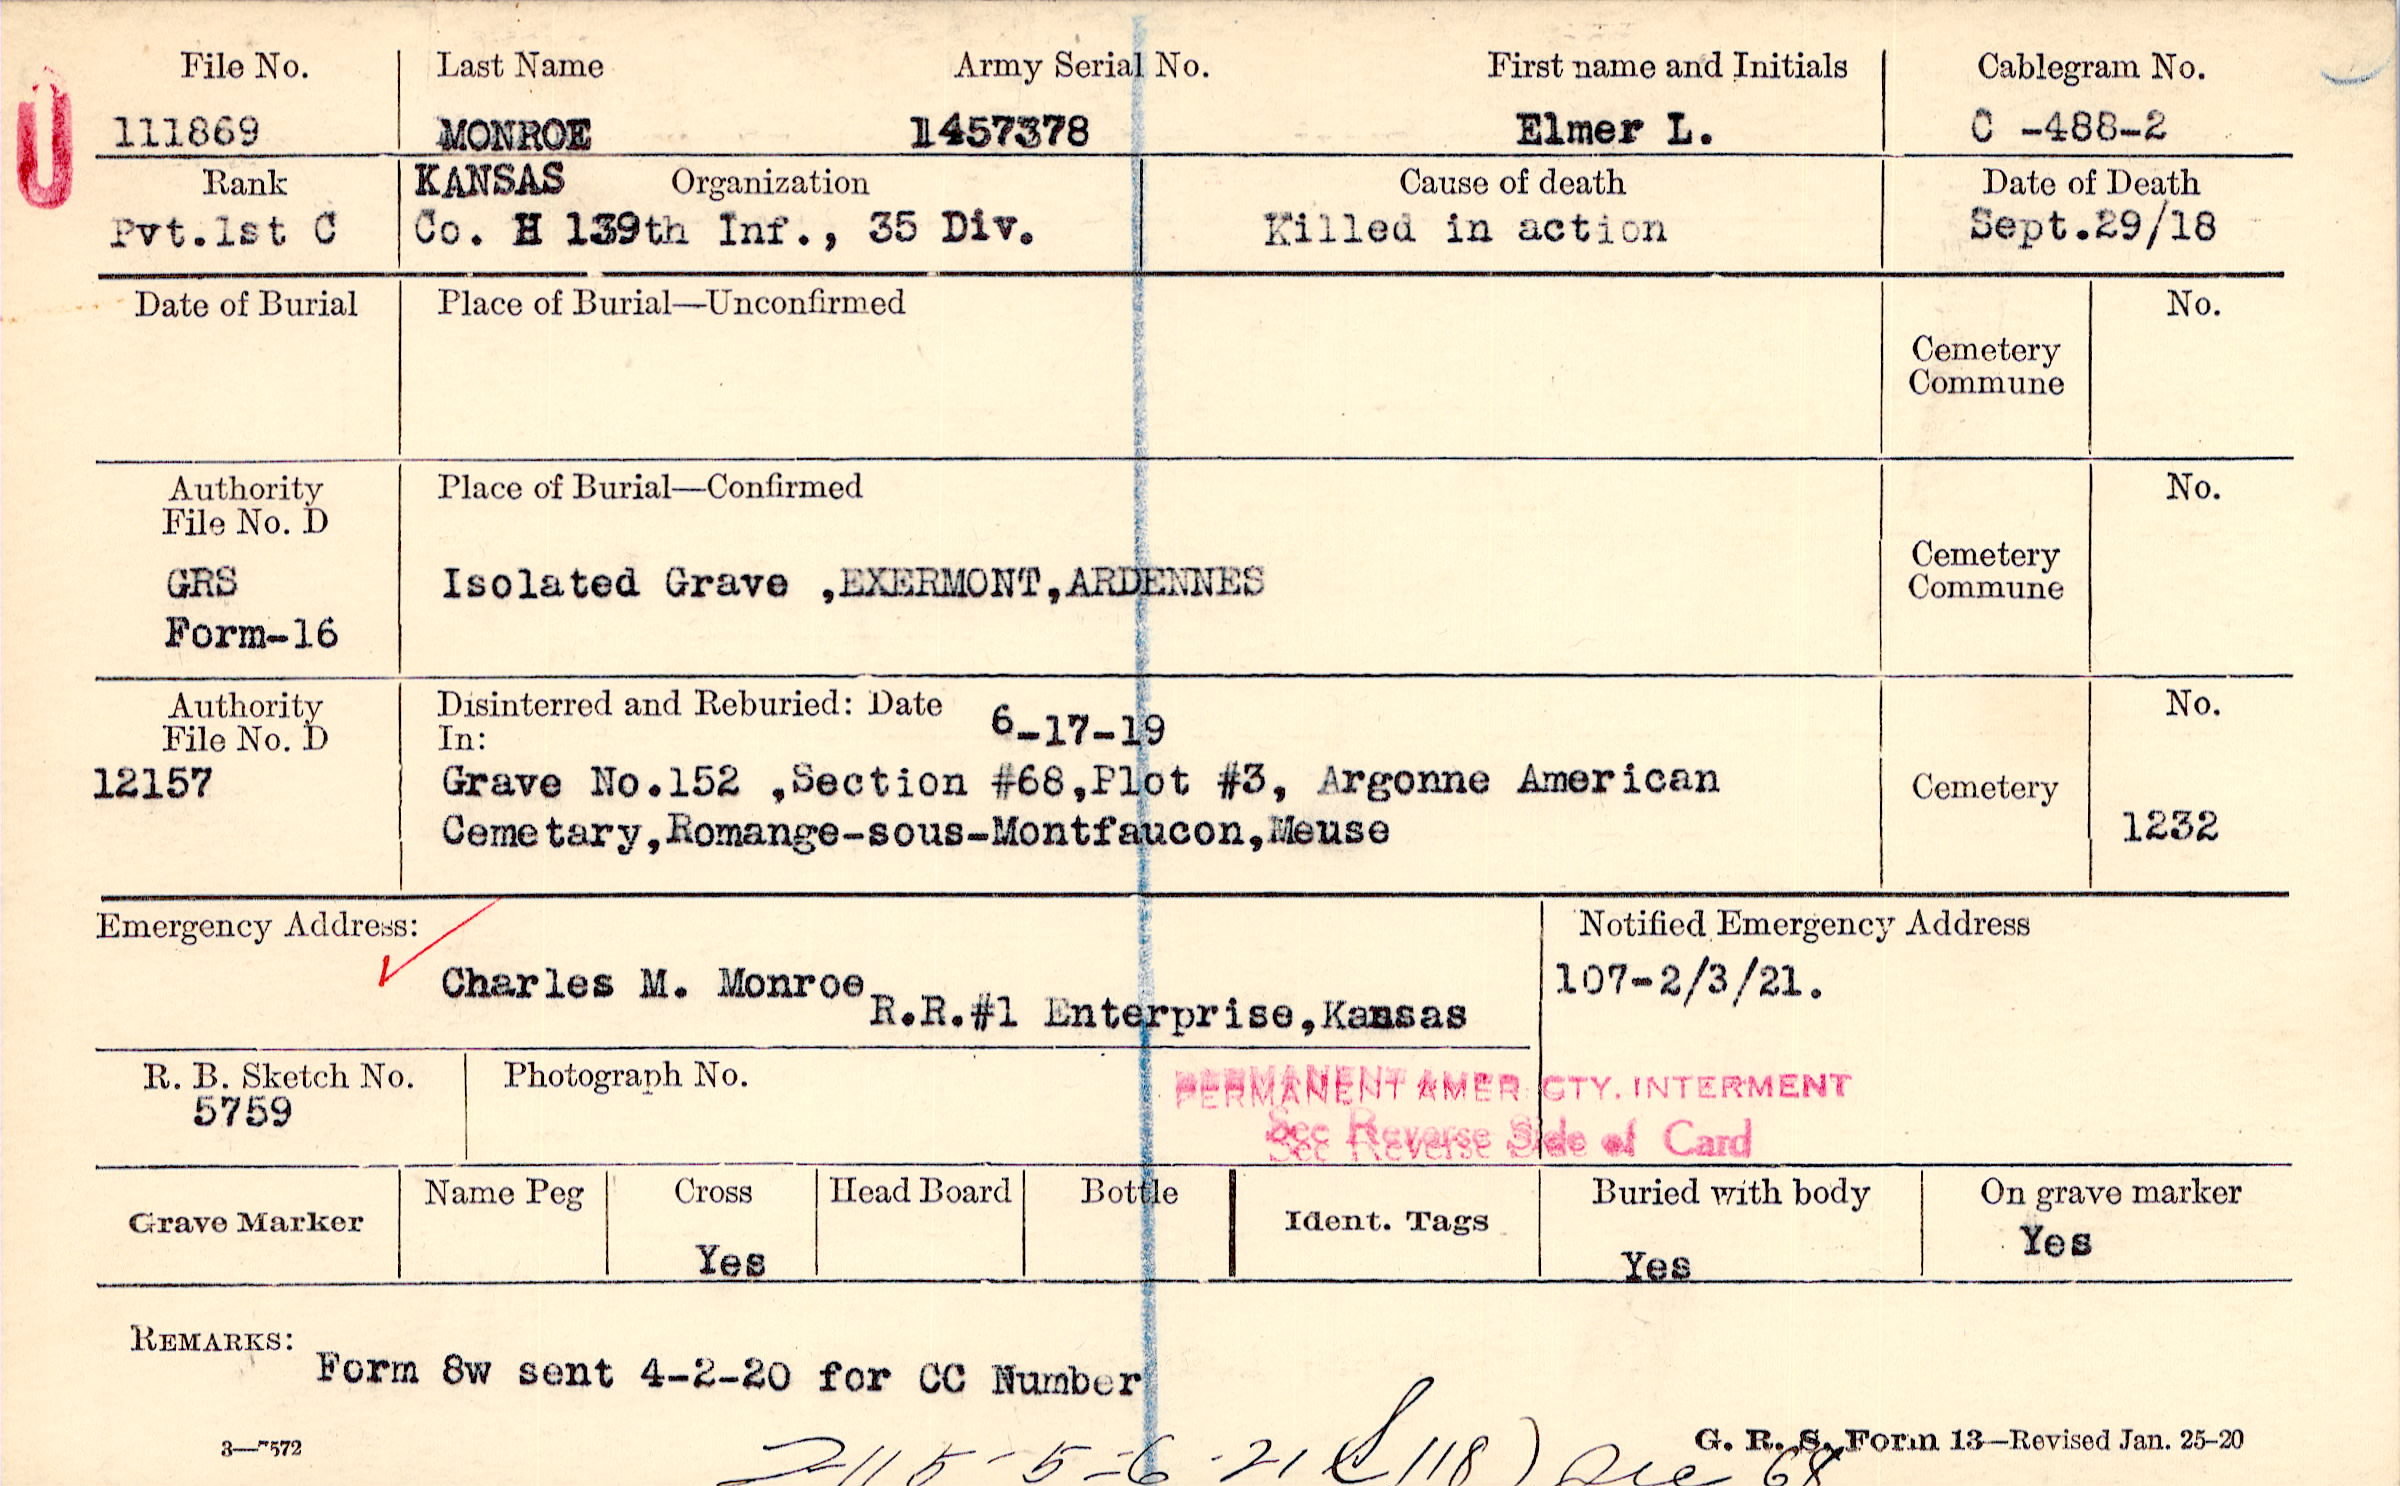 File No. Last Name Army Serial No. First name and Initials Cablegram No.
111869 MONROE 1457378 Elmer L. C -488-2
Rank KANSAS Organization Cause of death Date of Death
Pvt.1st C Co. H 139th Inf., 35 Div. Killed in action Sept.29/18
Date of Burial Place of Burial—Unconfirmed No.
Cemetery
Commune
Authority Place of Burial—Confirmed No.
File No. D
Cemetery
GRS Isolated Grave ,EXERMONT,ARDENNES Commune
Form-16
Authority Disinterred and Reburied: Date 6-17-19 No.
File No. D In:
12157 Grave No.152 ,Section #68,Plot #3, Argonne American Cemetery
Cemetary,Romange-sous-Montfaucon,Meuse 1232
Emergency Address: Notified Emergency Address
Charles M. Monroe 107-2/3/21.
R.R.#1 Enterprise,Kansas
R. B. Sketch No. Photograph No. PERMANENT AMER CTY. INTERMENT
5759 See Reverse Side of Card
Name Peg Cross Head Board Bottle Buried with body On grave marker
Grave Marker Ident. Tags
Yes Yes Yes
REMARKS:
Form 8w sent 4-2-20 for CC Number
3—7572 G. R. S. Form 13—Revised Jan. 25-20
5-6-21